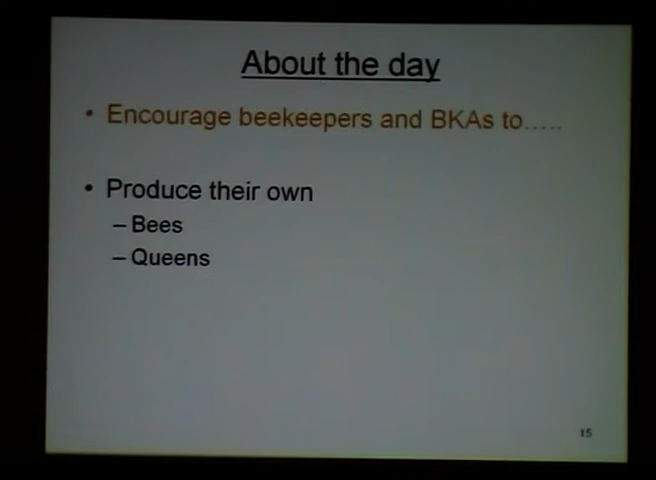 About the day
• Encourage beekeepers and BKAs to.....
• Produce their own
– Bees
– Queens
15